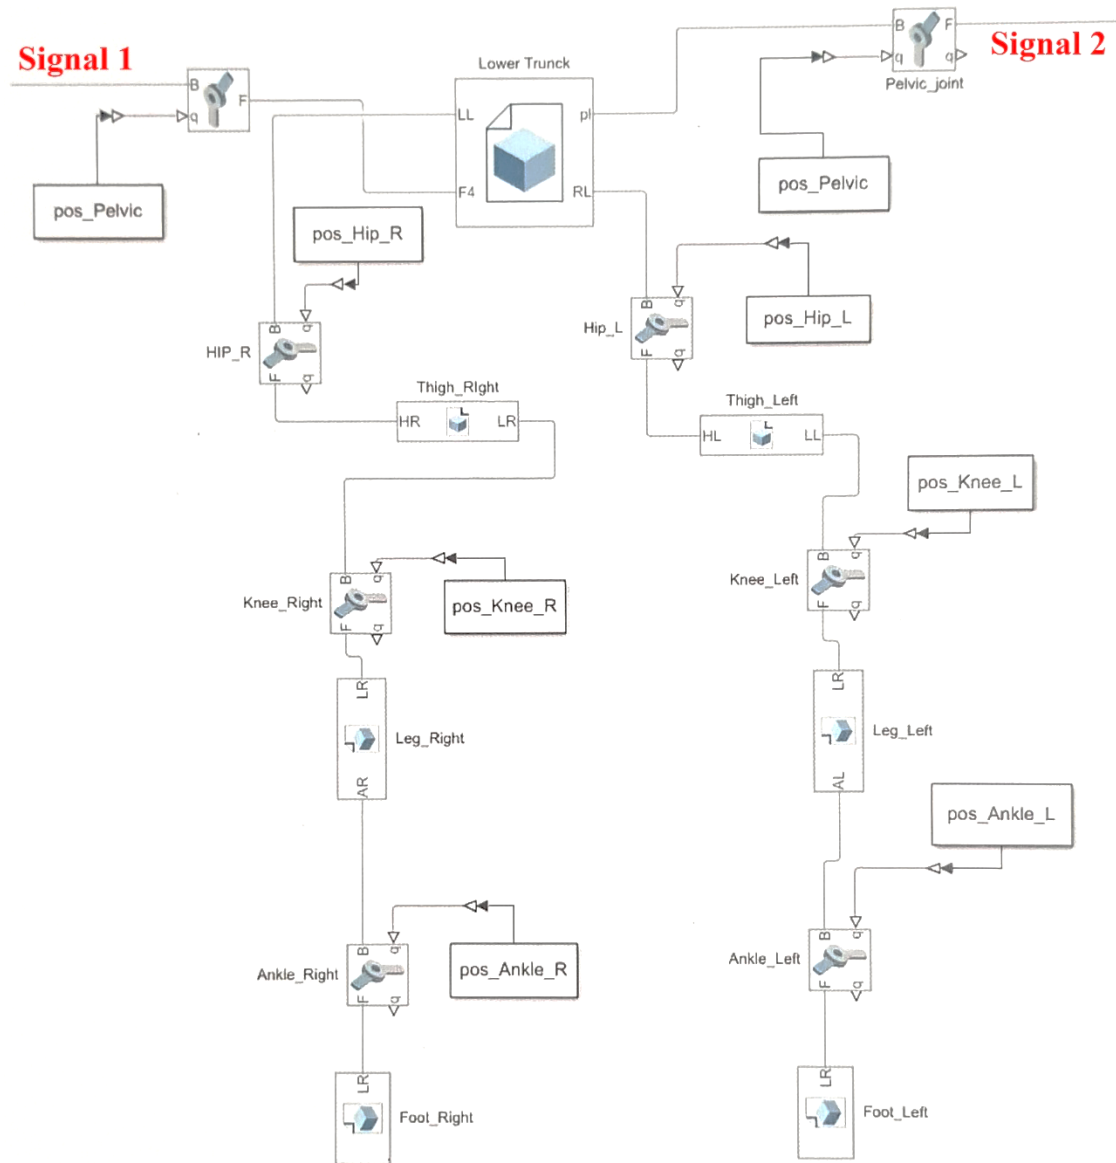 Signal 1
Signal 2
B
F
q
B
F
q
q
Pelvic_joint
Lower Trunck
LL
pl
F4
RL
pos_Pelvic
pos_Pelvic
pos_Hip_R
pos_Hip_L
HIP_R
B
q
F
q
Hip_L
B
q
F
q
Thigh_RIght
HR
LR
Thigh_Left
HL
LL
pos_Knee_L
Knee_Right
B
q
F
q
pos_Knee_R
Knee_Left
B
q
F
q
LR
Leg_Right
AR
LR
Leg_Left
AL
pos_Ankle_L
Ankle_Right
B
q
F
q
pos_Ankle_R
Ankle_Left
B
q
F
q
LR
Foot_Right
LR
Foot_Left